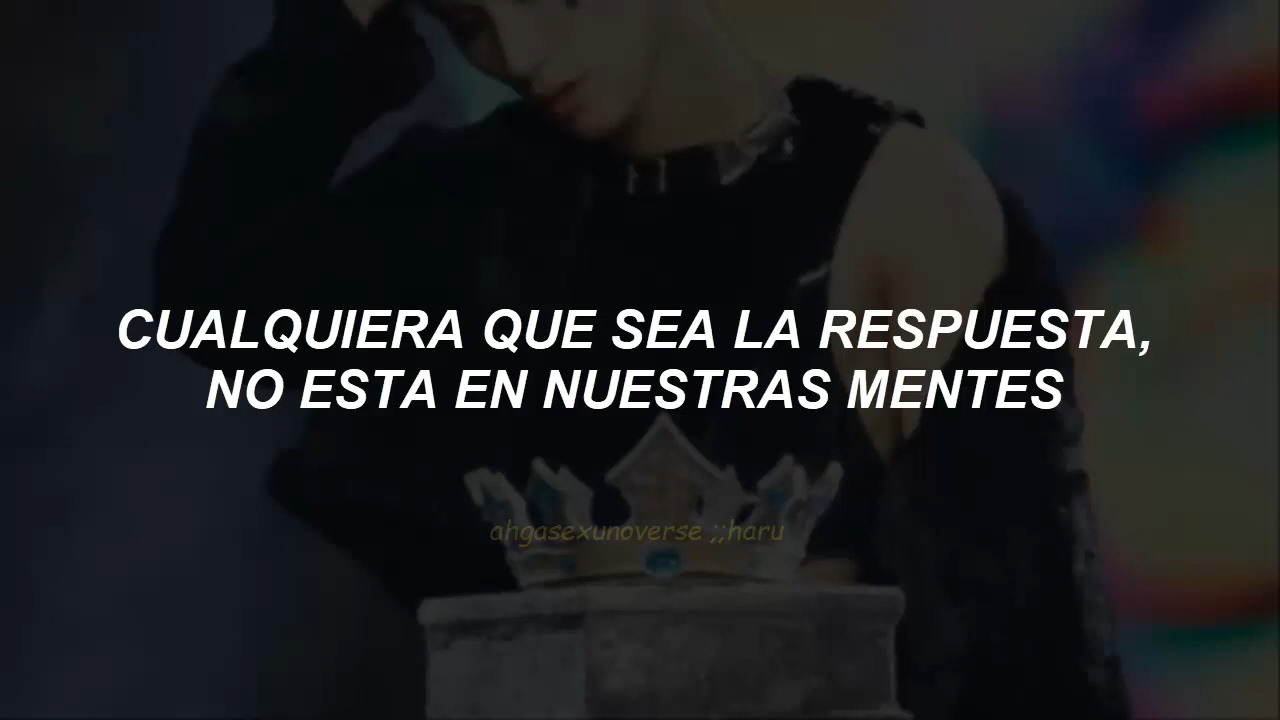 CUALQUIERA QUE SEA LA RESPUESTA,
NO ESTA EN NUESTRAS MENTES
ahgasexunoverse ;;haru